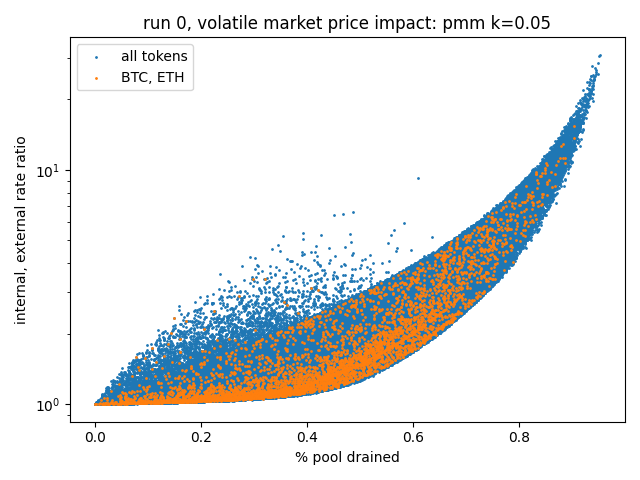 run 0, volatile market price impact: pmm k=0.05
all tokens
BTC, ETH
internal, external rate ratio
10¹
10⁰
0.0 0.2 0.4 0.6 0.8
% pool drained